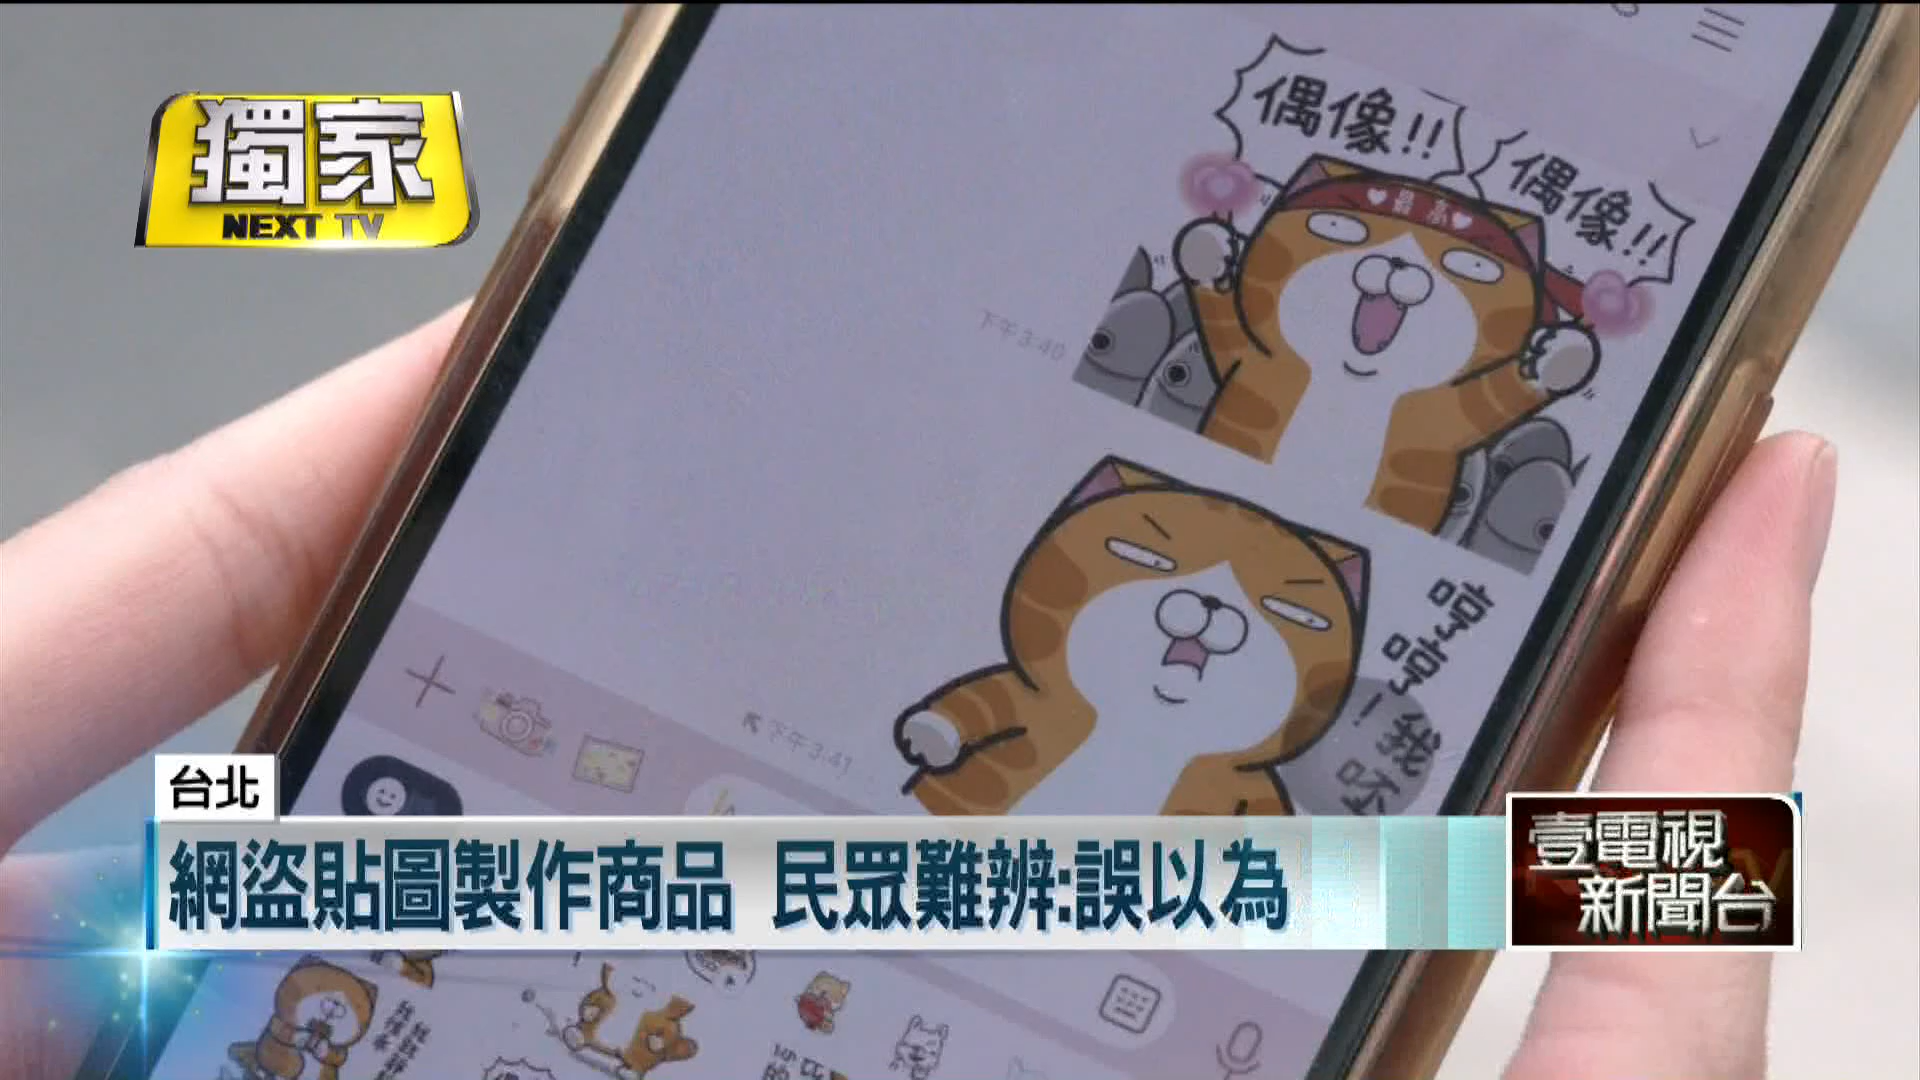 獨家
NEXT TV
偶像!!
偶像!!
最高
下午3:40
哼哼!我
下午3:41
台北
網盜貼圖製作商品 民眾難辨:誤以為
壹電視
新聞台